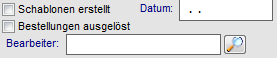 Schablonen erstellt Datum: . .
Bestellungen ausgelöst
Bearbeiter: